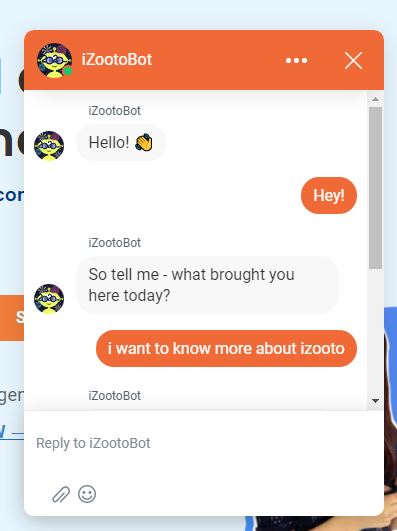 iZootoBot
iZootoBot
Hello! 👋
Hey!
iZootoBot
So tell me - what brought you
here today?
i want to know more about izooto
iZootoBot
Reply to iZootoBot